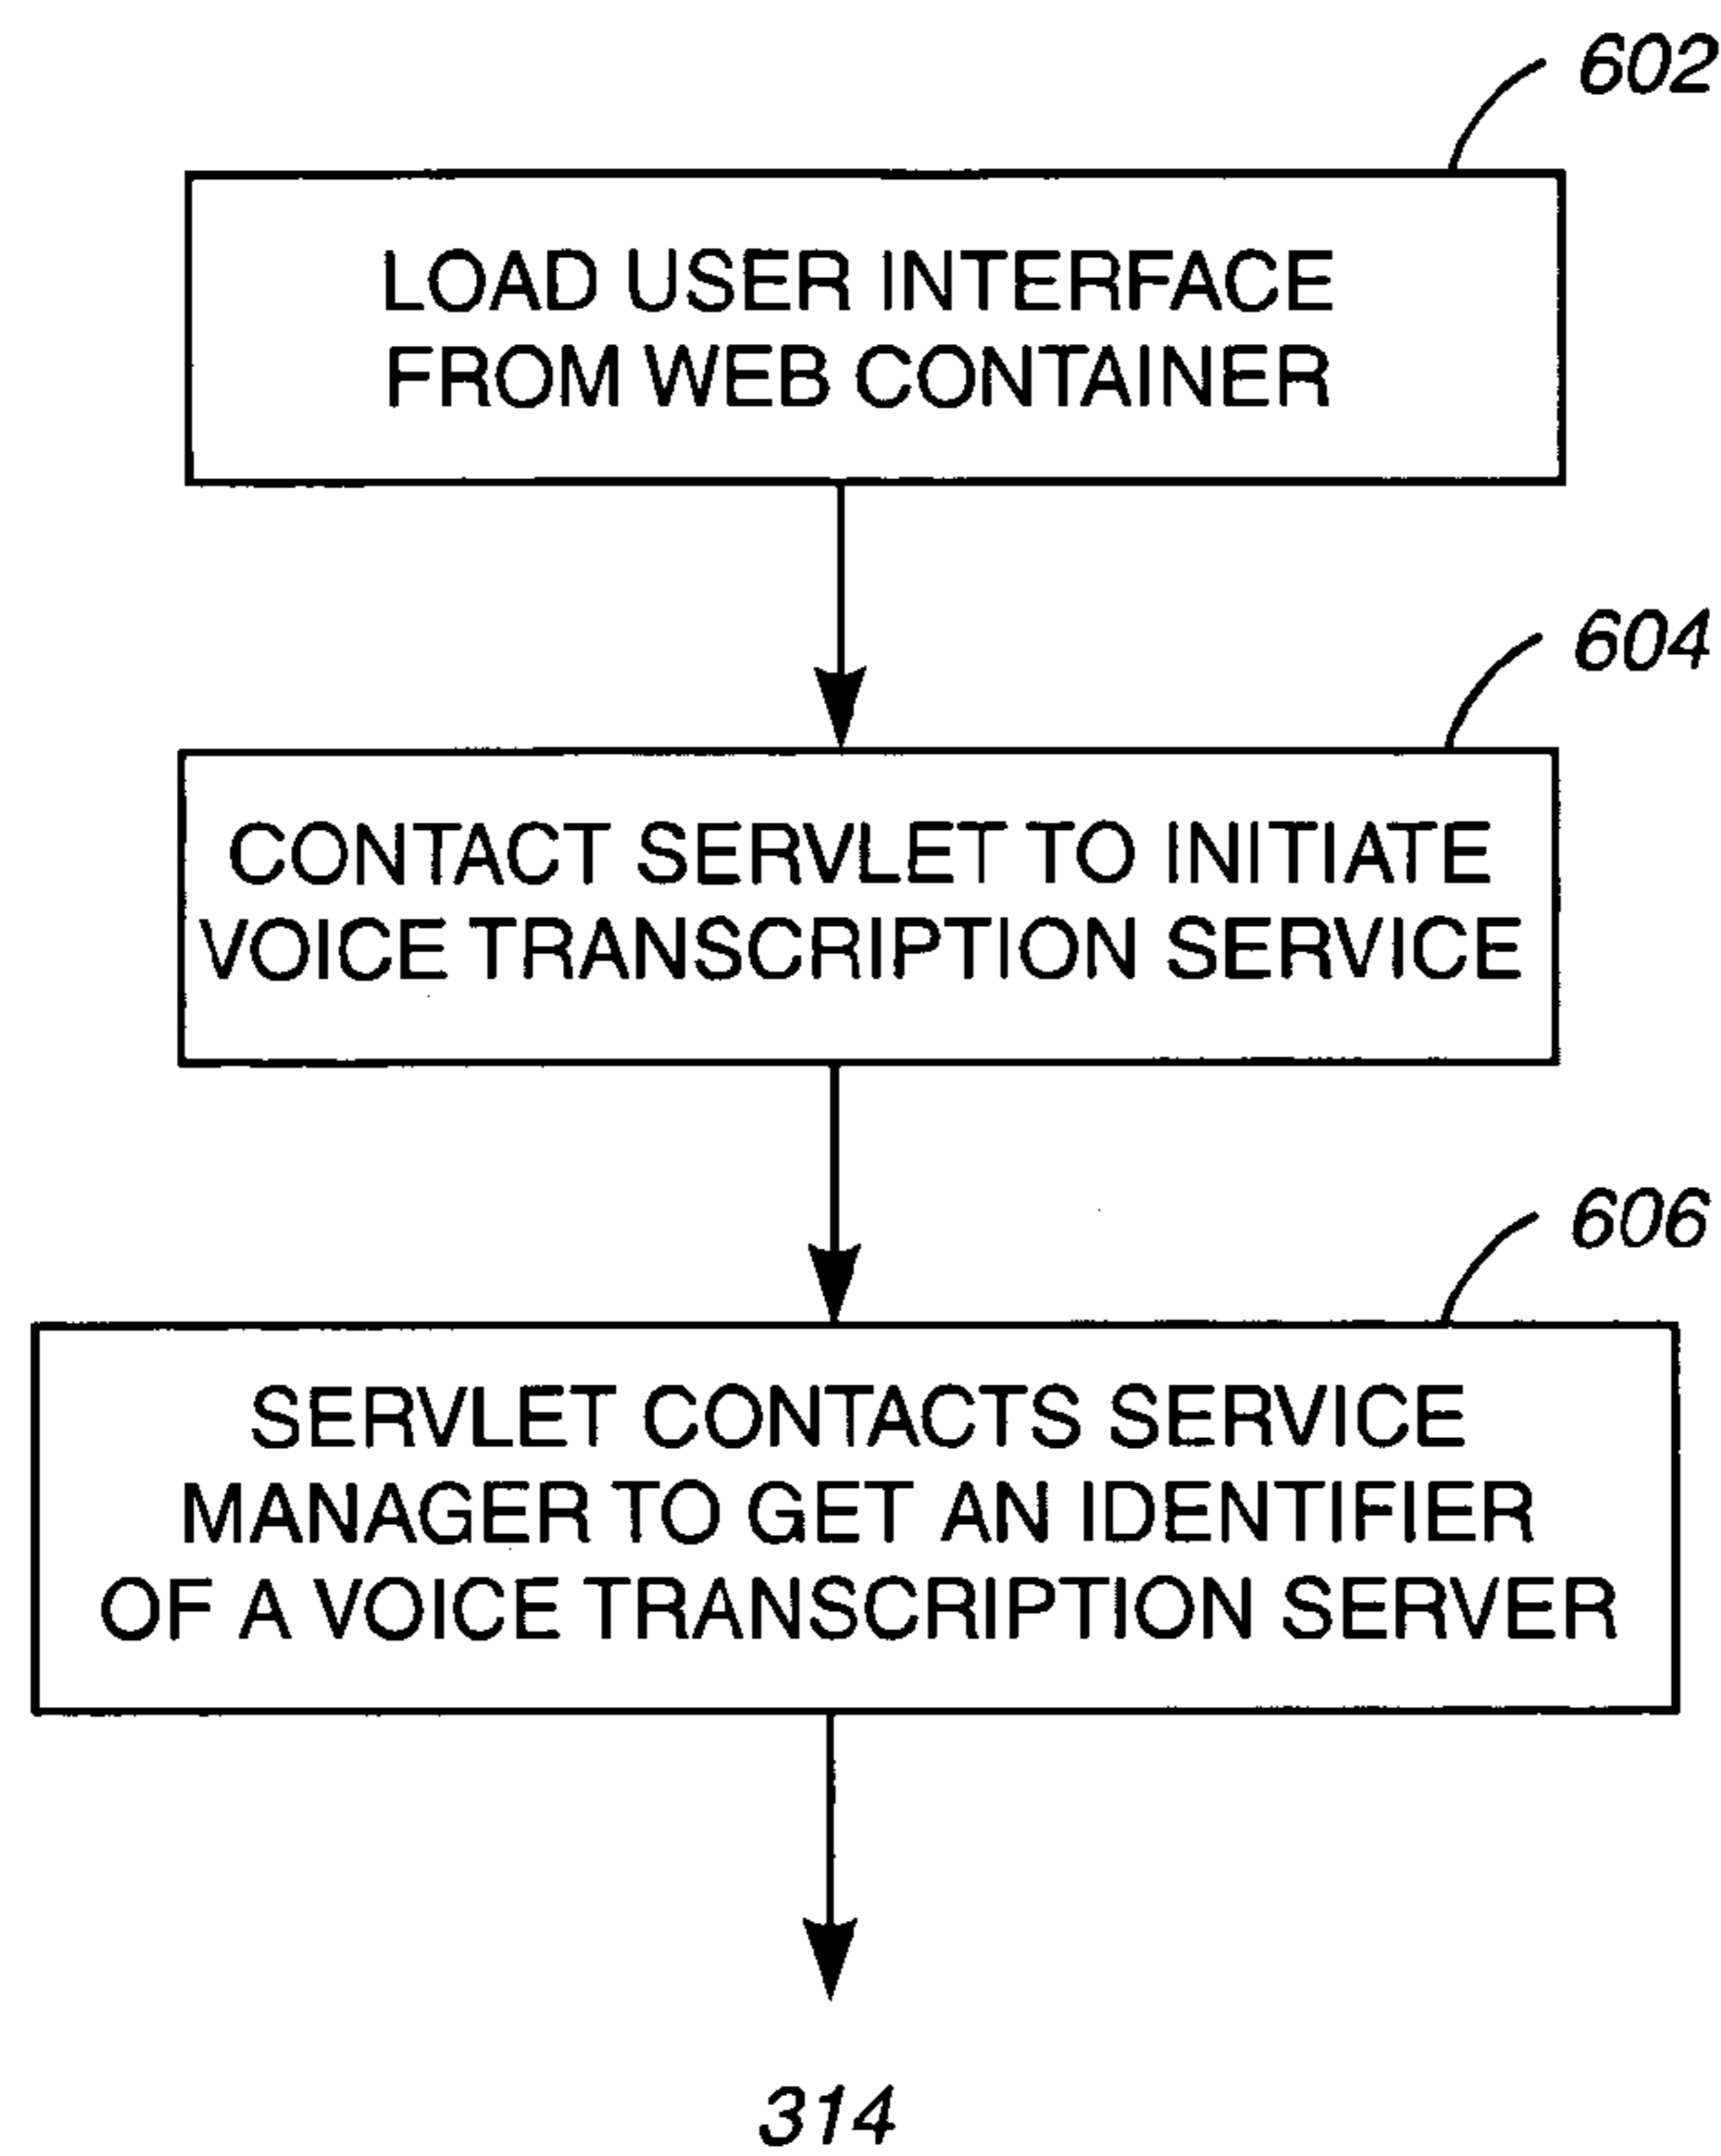 602
LOAD USER INTERFACE
FROM WEB CONTAINER
604
CONTACT SERVLET TO INITIATE
VOICE TRANSCRIPTION SERVICE
606
SERVLET CONTACTS SERVICE
MANAGER TO GET AN IDENTIFIER
OF A VOICE TRANSCRIPTION SERVER
314